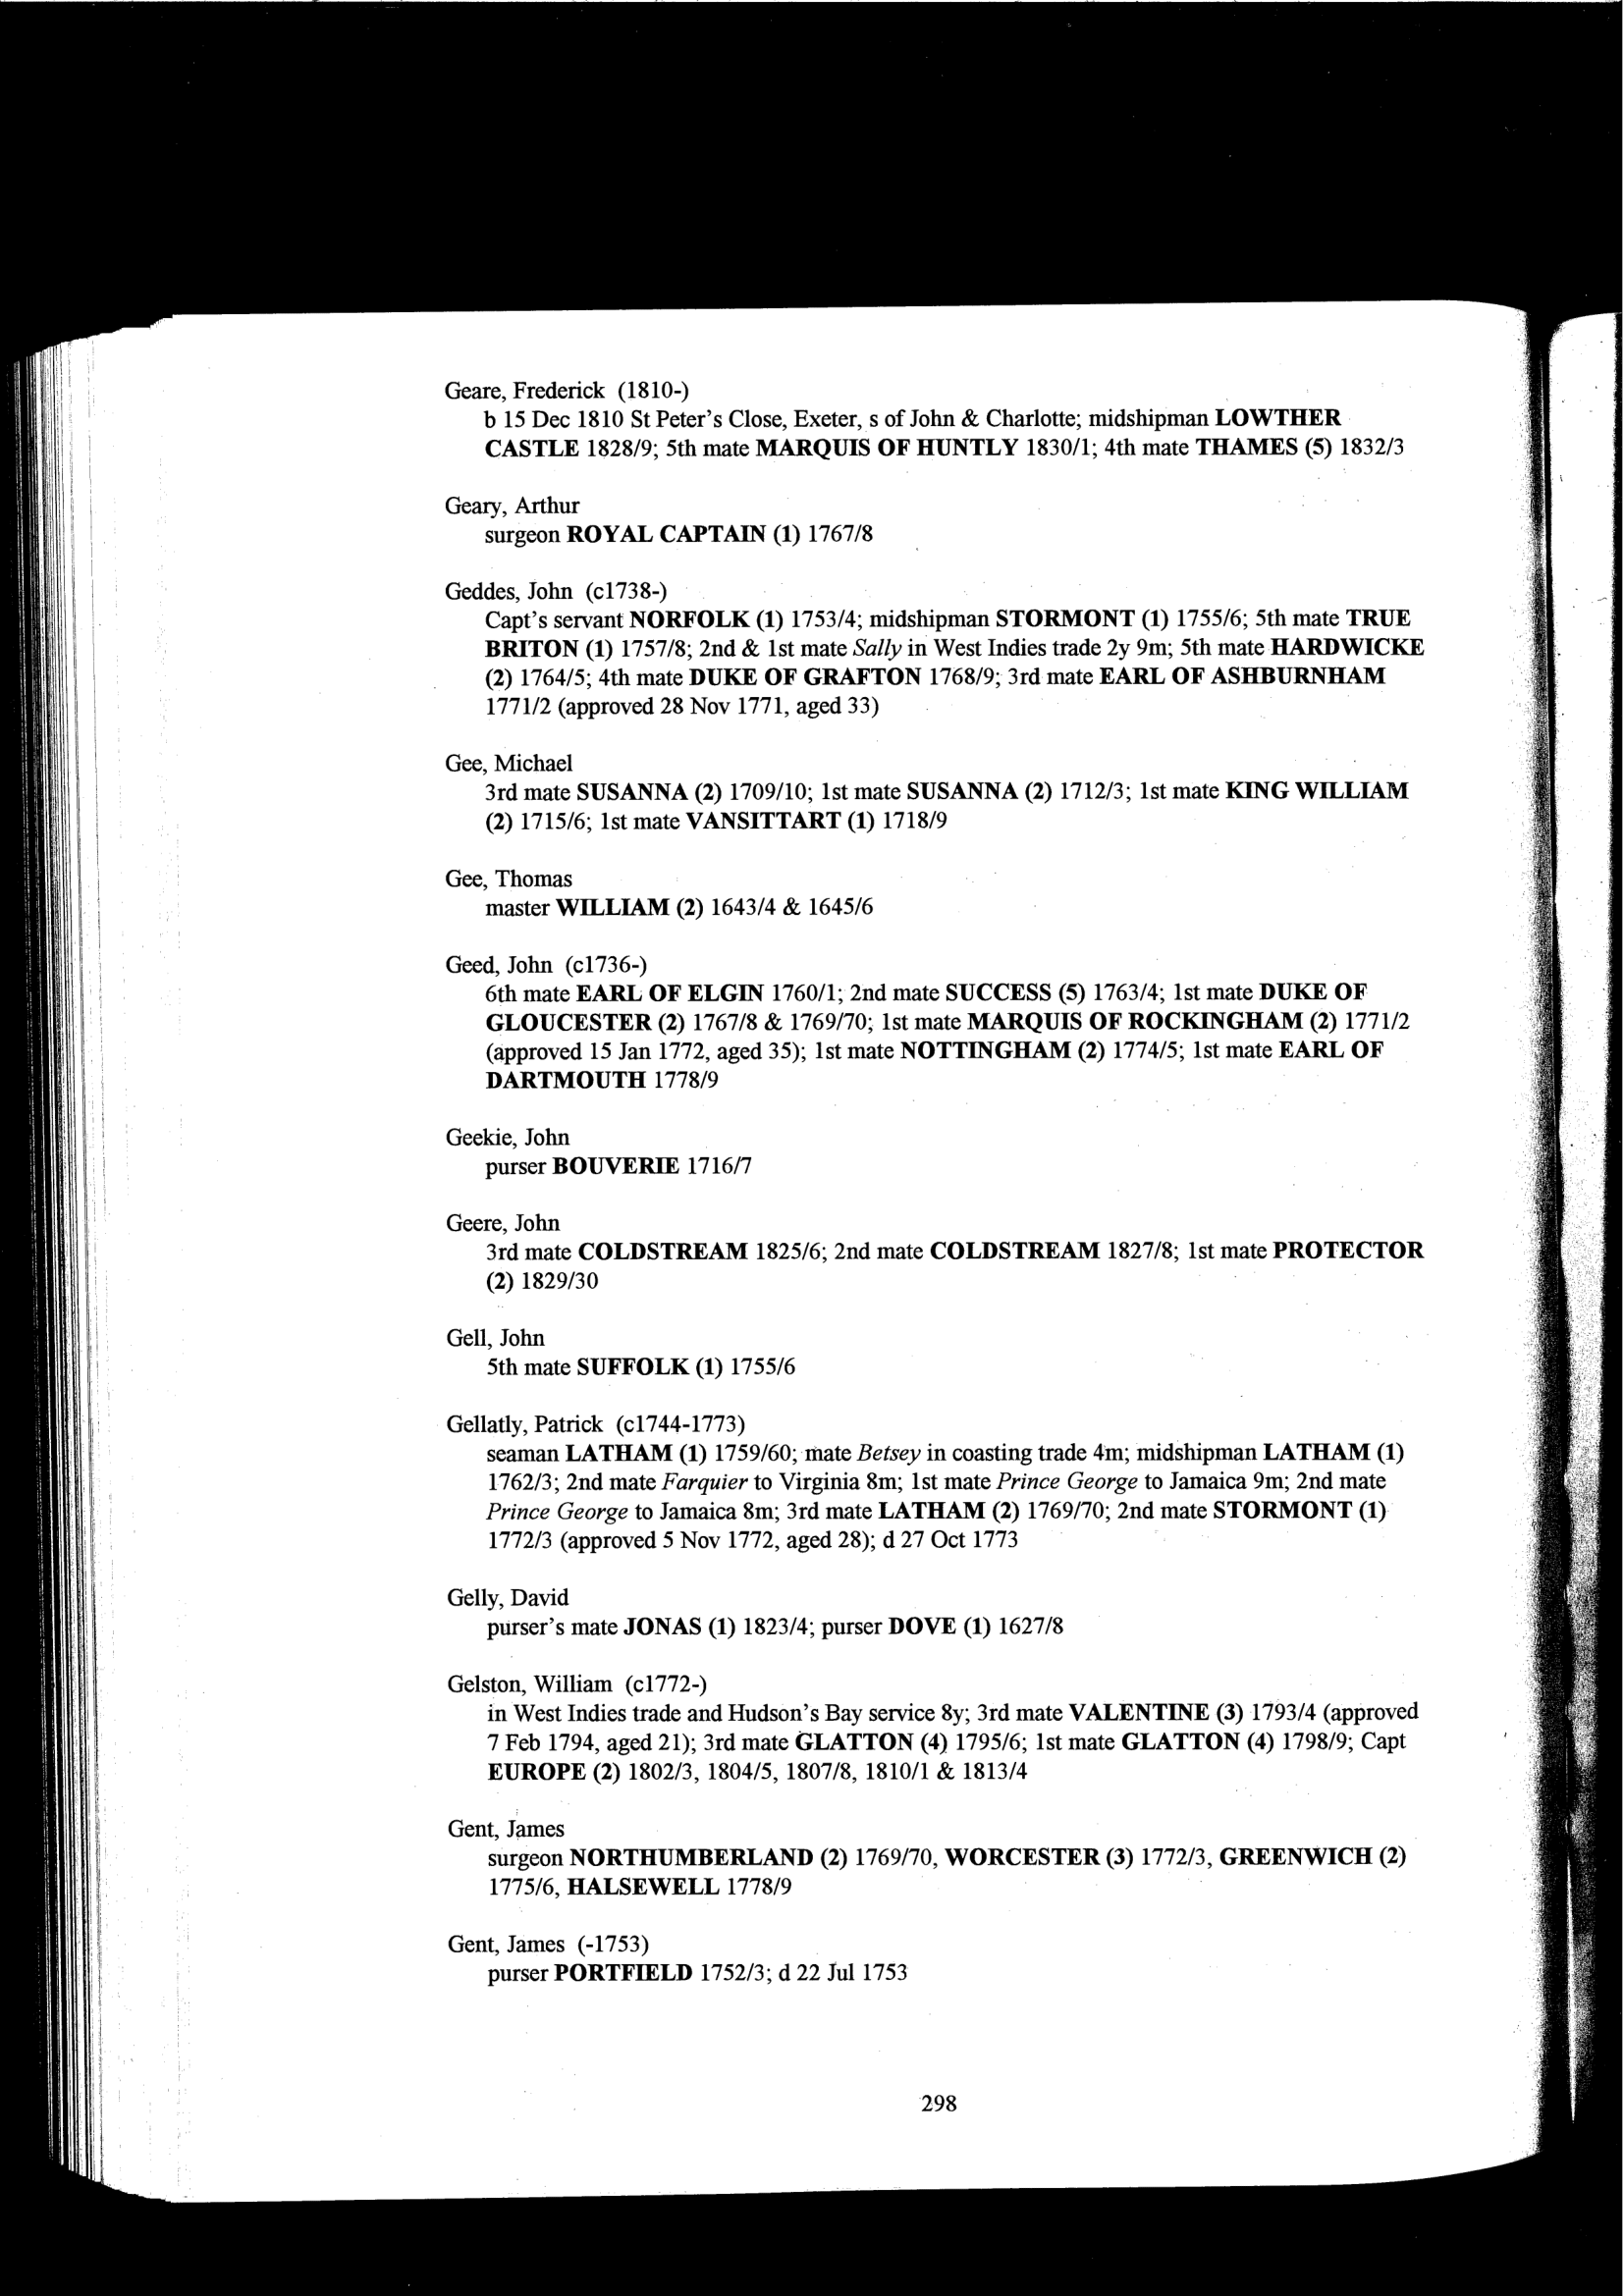 Geare, Frederick (1810-)
b 15 Dec 1810 St Peter's Close, Exeter, s of John & Charlotte; midshipman LOWTHER
CASTLE 1828/9; 5th mate MARQUIS OF HUNTLY 1830/1; 4th mate THAMES (5) 1832/3
Geary, Arthur
surgeon ROYAL CAPTAIN (1) 1767/8
Geddes, John (c1738-)
Capt's servant NORFOLK (1) 1753/4; midshipman STORMONT (1) 1755/6; 5th mate TRUE
BRITON (1) 1757/8; 2nd & 1st mate Sally in West Indies trade 2y 9m; 5th mate HARDWICKE
(2) 1764/5; 4th mate DUKE OF GRAFTON 1768/9; 3rd mate EARL OF ASHBURNHAM
1771/2 (approved 28 Nov 1771, aged 33)
Gee, Michael
3rd mate SUSANNA (2) 1709/10; 1st mate SUSANNA (2) 1712/3; 1st mate KING WILLIAM
(2) 1715/6; 1st mate VANSITTART (1) 1718/9
Gee, Thomas
master WILLIAM (2) 1643/4 & 1645/6
Geed, John (c1736-)
6th mate EARL OF ELGIN 1760/1; 2nd mate SUCCESS (5) 1763/4; 1st mate DUKE OF
GLOUCESTER (2) 1767/8 & 1769/70; 1st mate MARQUIS OF ROCKINGHAM (2) 1771/2
(approved 15 Jan 1772, aged 35); 1st mate NOTTINGHAM (2) 1774/5; 1st mate EARL OF
DARTMOUTH 1778/9
Geekie, John
purser BOUVERIE 1716/7
Geere, John
3rd mate COLDSTREAM 1825/6; 2nd mate COLDSTREAM 1827/8; 1st mate PROTECTOR
(2) 1829/30
Gell, John
5th mate SUFFOLK (1) 1755/6
Gellatly, Patrick (c1744-1773)
seaman LATHAM (1) 1759/60; mate Betsey in coasting trade 4m; midshipman LATHAM (1)
1762/3; 2nd mate Farquier to Virginia 8m; 1st mate Prince George to Jamaica 9m; 2nd mate
Prince George to Jamaica 8m; 3rd mate LATHAM (2) 1769/70; 2nd mate STORMONT (1)
1772/3 (approved 5 Nov 1772, aged 28); d 27 Oct 1773
Gelly, David
purser's mate JONAS (1) 1823/4; purser DOVE (1) 1627/8
Gelston, William (c1772-)
in West Indies trade and Hudson's Bay service 8y; 3rd mate VALENTINE (3) 1793/4 (approved
7 Feb 1794, aged 21); 3rd mate GLATTON (4) 1795/6; 1st mate GLATTON (4) 1798/9; Capt
EUROPE (2) 1802/3, 1804/5, 1807/8, 1810/1 & 1813/4
Gent, James
surgeon NORTHUMBERLAND (2) 1769/70, WORCESTER (3) 1772/3, GREENWICH (2)
1775/6, HALSEWELL 1778/9
Gent, James (-1753)
purser PORTFIELD 1752/3; d 22 Jul 1753
298